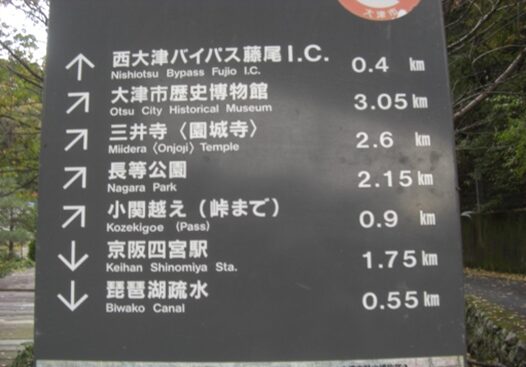 ↑ 西大津バイパス藤尾I.C. 0.4 km
Nishiotsu Bypass Fujio I.C.
↗ 大津市歴史博物館 3.05 km
Otsu City Historical Museum
↗ 三井寺〈園城寺〉 2.6 km
Miidera〈Onjoji〉Temple
↗ 長等公園 2.15 km
Nagara Park
↗ 小関越え（峠まで） 0.9 km
Kozekigoe (Pass)
↓ 京阪四宮駅 1.75 km
Keihan Shinomiya Sta.
↓ 琵琶湖疏水 0.55 km
Biwako Canal